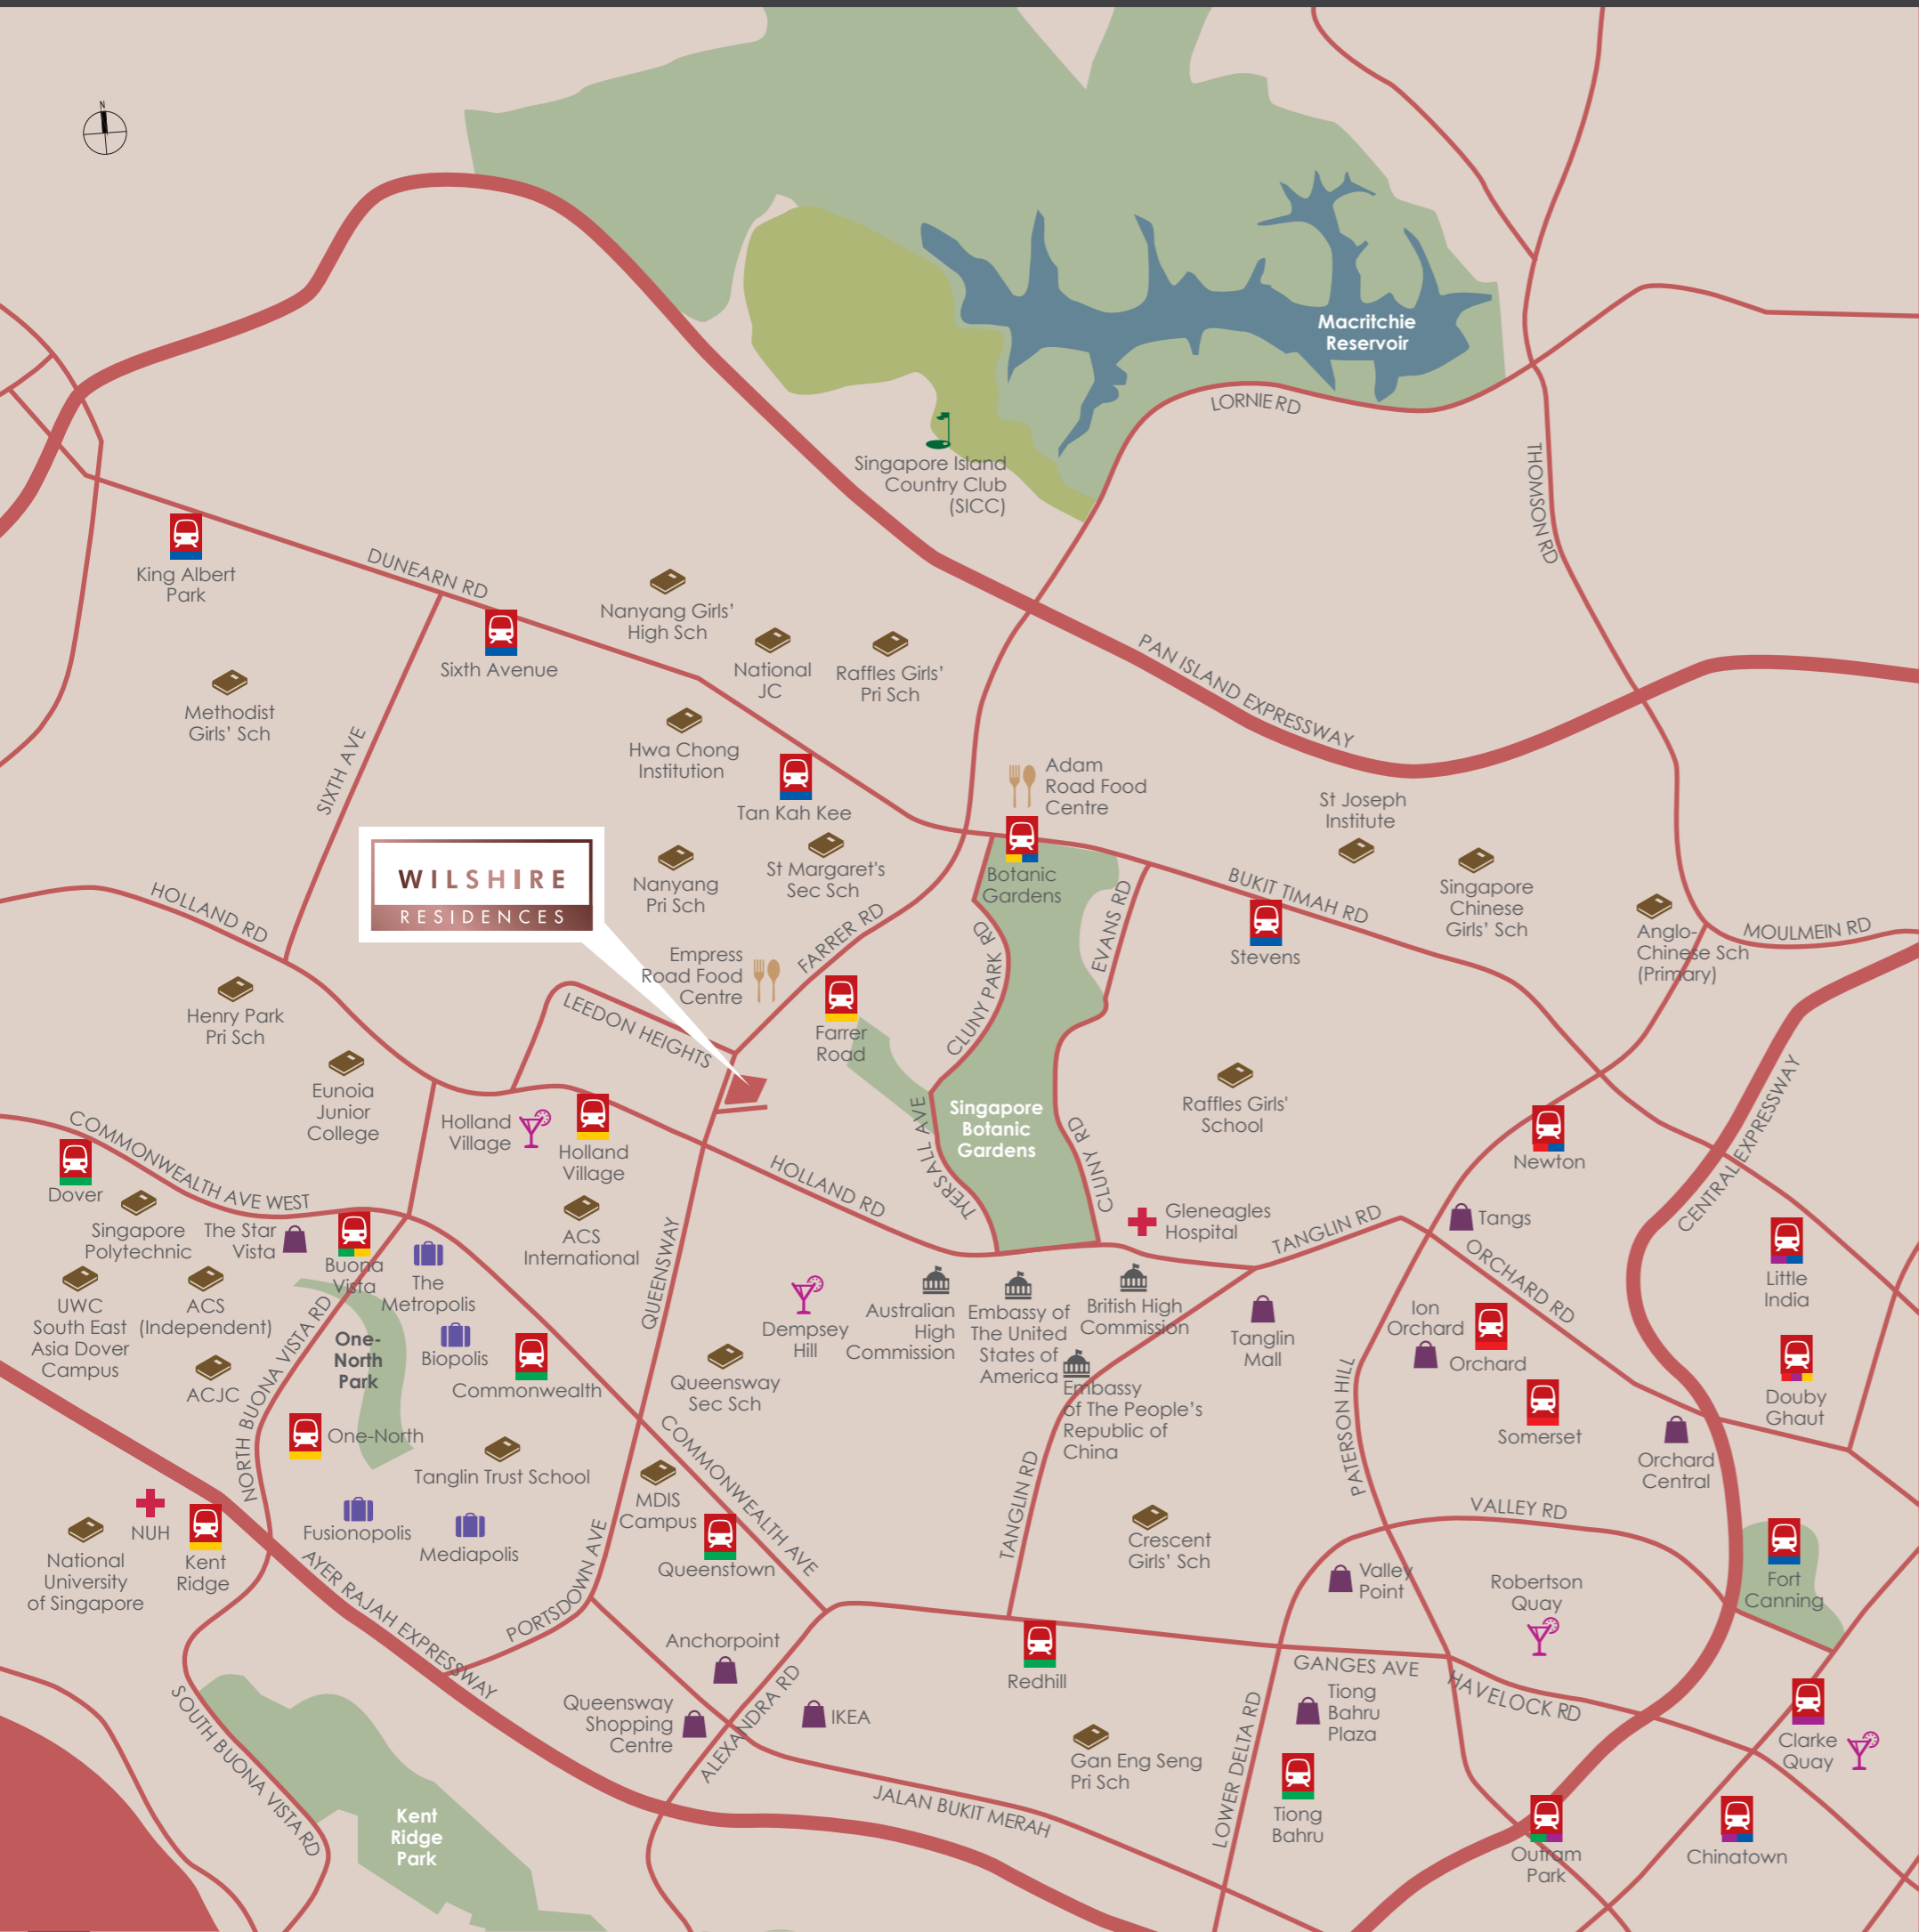 N
Macritchie
Reservoir
LORNIE RD
THOMSON RD
Singapore Island
Country Club
(SICC)
King Albert
Park
DUNEARN RD
Nanyang Girls'
High Sch
Sixth Avenue
National
JC
Raffles Girls'
Pri Sch
PAN ISLAND EXPRESSWAY
Methodist
Girls' Sch
SIXTH AVE
Hwa Chong
Institution
Tan Kah Kee
Adam
Road Food
Centre
St Joseph
Institute
WILSHIRE
RESIDENCES
Nanyang
Pri Sch
St Margaret's
Sec Sch
Botanic
Gardens
EVANS RD
BUKIT TIMAH RD
Stevens
Singapore
Chinese
Girls' Sch
Anglo-
Chinese Sch
(Primary)
MOULMEIN RD
HOLLAND RD
Empress
Road Food
Centre
FARRER RD
CLUNY PARK RD
Henry Park
Pri Sch
LEEDON HEIGHTS
Farrer
Road
Eunoia
Junior
College
Holland
Village
Holland
Village
TYERSALL AVE
Singapore
Botanic
Gardens
CLUNY RD
Raffles Girls'
School
Newton
CENTRAL EXPRESSWAY
COMMONWEALTH AVE WEST
Dover
Singapore
Polytechnic
The Star
Vista
Buona
Vista
The
Metropolis
ACS
International
HOLLAND RD
QUEENSWAY
Gleneagles
Hospital
TANGLIN RD
Tangs
ORCHARD RD
Little
India
UWC
South East
Asia Dover
Campus
ACS
(Independent)
ACJC
NORTH BUONA VISTA RD
One-
North
Park
Biopolis
Commonwealth
Dempsey
Hill
Australian
High
Commission
Embassy of
The United
States of
America
British High
Commission
Embassy
of The People's
Republic of
China
Tanglin
Mall
Ion
Orchard
Orchard
Somerset
Douby
Ghaut
Orchard
Central
PATERSON HILL
Queensway
Sec Sch
One-North
Tanglin Trust School
COMMONWEALTH AVE
MDIS
Campus
Queenstown
TANGLIN RD
Crescent
Girls' Sch
VALLEY RD
NUH
National
University
of Singapore
Kent
Ridge
Fusionopolis
Mediapolis
AYER RAJAH EXPRESSWAY
PORTSDOWN AVE
Valley
Point
Robertson
Quay
Fort
Canning
Anchorpoint
Queensway
Shopping
Centre
ALEXANDRA RD
IKEA
Redhill
GANGES AVE
HAVELOCK RD
Tiong
Bahru
Plaza
LOWER DELTA RD
Tiong
Bahru
Gan Eng Seng
Pri Sch
JALAN BUKIT MERAH
Clarke
Quay
SOUTH BUONA VISTA RD
Kent
Ridge
Park
Outram
Park
Chinatown